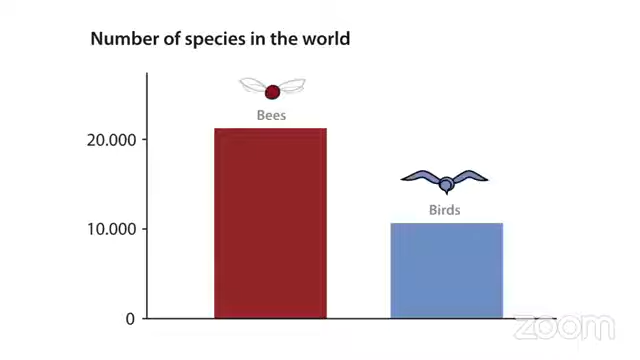 Number of species in the world
Bees
20.000
Birds
10.000
0
zoom